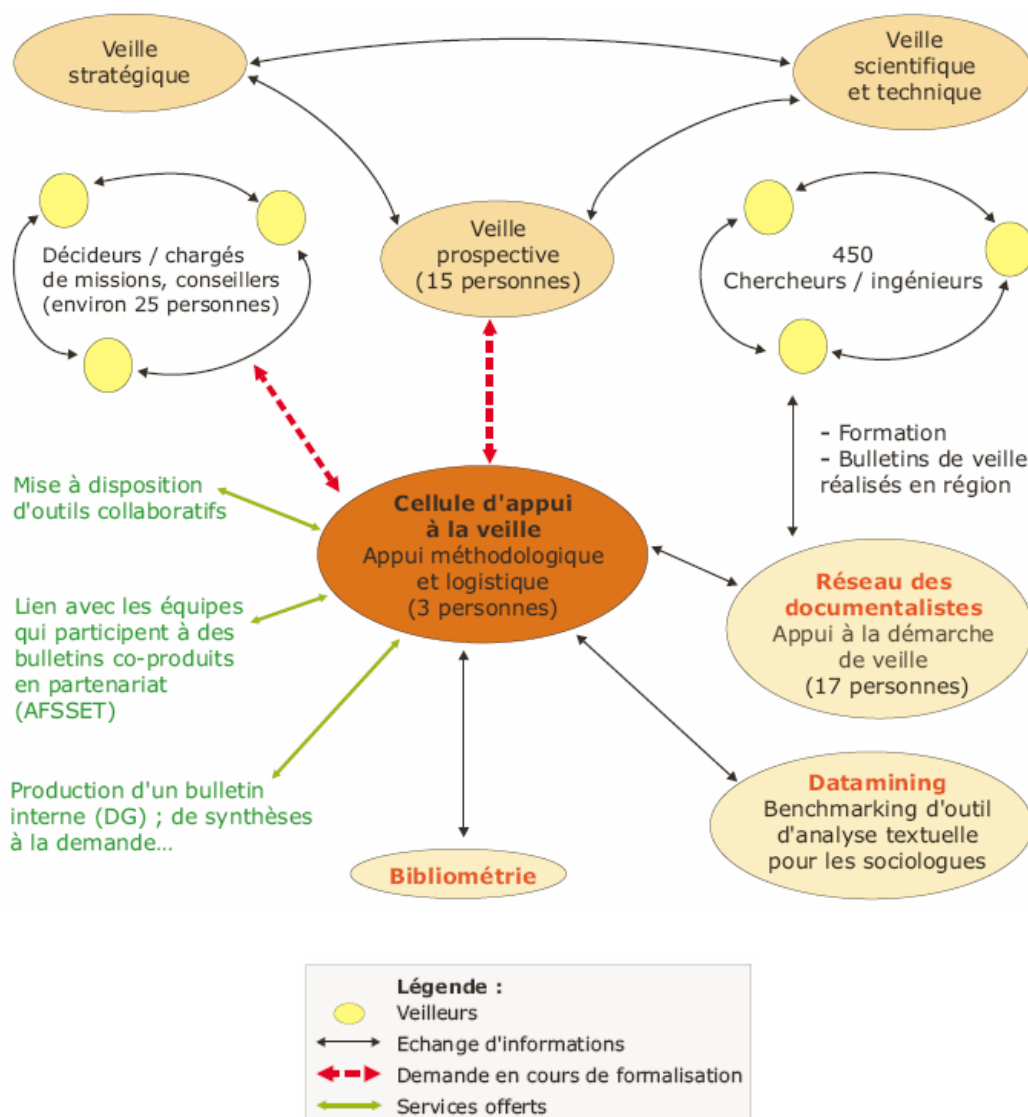 Veille
stratégique
Veille
scientifique
et technique
Veille
prospective
(15 personnes)
Décideurs / chargés
de missions, conseillers
(environ 25 personnes)
450
Chercheurs / ingénieurs
- Formation
- Bulletins de veille
réalisés en région
Mise à disposition
d'outils collaboratifs
Cellule d'appui
à la veille
Appui méthodologique
et logistique
(3 personnes)
Lien avec les équipes
qui participent à des
bulletins co-produits
en partenariat
(AFSSET)
Réseau des
documentalistes
Appui à la démarche
de veille
(17 personnes)
Production d'un bulletin
interne (DG) ; de synthèses
à la demande...
Datamining
Benchmarking d'outil
d'analyse textuelle
pour les sociologues
Bibliométrie
Légende :
Veilleurs
Echange d'informations
Demande en cours de formalisation
Services offerts